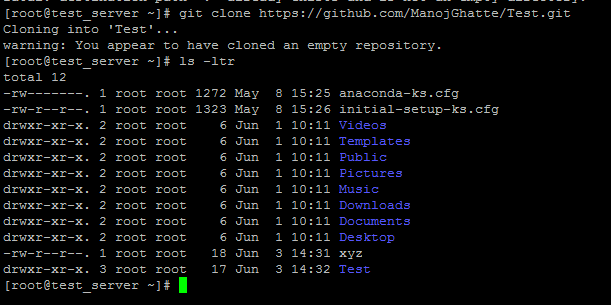 [root@test_server ~]# git clone https://github.com/ManojGhatte/Test.git
Cloning into 'Test'...
warning: You appear to have cloned an empty repository.
[root@test_server ~]# ls -ltr
total 12
-rw-------. 1 root root 1272 May  8 15:25 anaconda-ks.cfg
-rw-r--r--. 1 root root 1323 May  8 15:26 initial-setup-ks.cfg
drwxr-xr-x. 2 root root    6 Jun  1 10:11 Videos
drwxr-xr-x. 2 root root    6 Jun  1 10:11 Templates
drwxr-xr-x. 2 root root    6 Jun  1 10:11 Public
drwxr-xr-x. 2 root root    6 Jun  1 10:11 Pictures
drwxr-xr-x. 2 root root    6 Jun  1 10:11 Music
drwxr-xr-x. 2 root root    6 Jun  1 10:11 Downloads
drwxr-xr-x. 2 root root    6 Jun  1 10:11 Documents
drwxr-xr-x. 2 root root    6 Jun  1 10:11 Desktop
-rw-r--r--. 1 root root   18 Jun  3 14:31 xyz
drwxr-xr-x. 3 root root   17 Jun  3 14:32 Test
[root@test_server ~]#